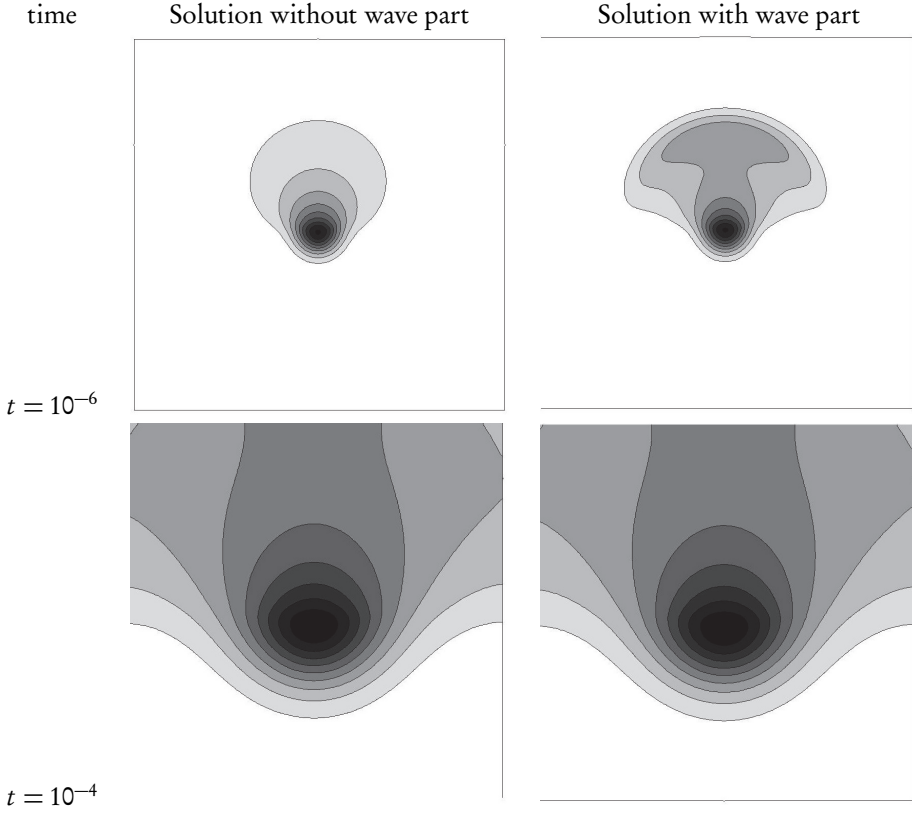 time Solution without wave part Solution with wave part
t = 10⁻⁶
t = 10⁻⁴